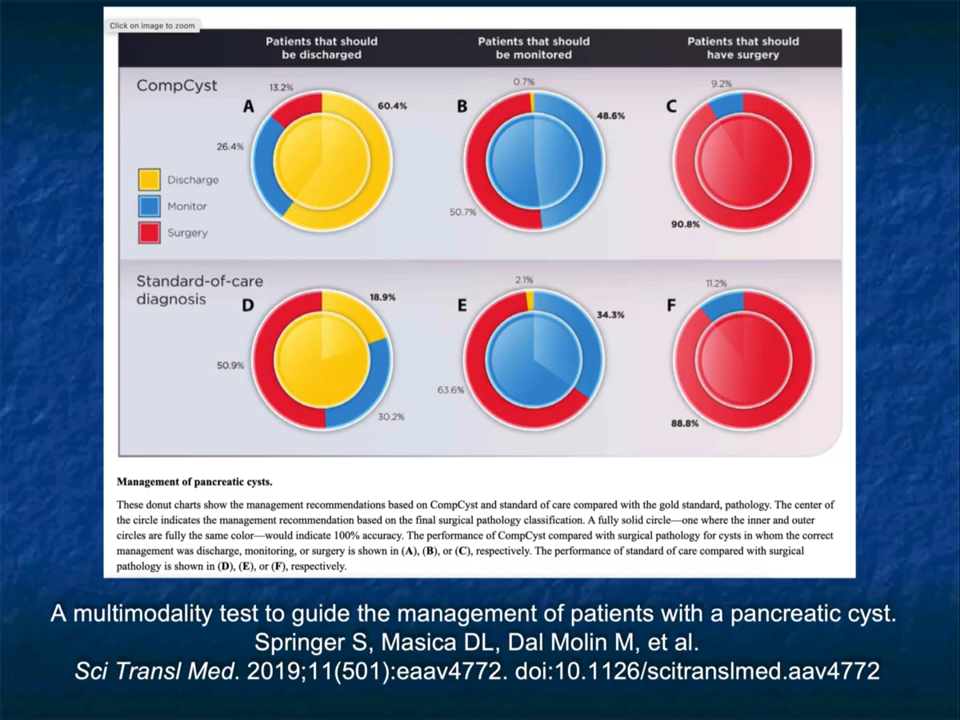 Click on image to zoom
Patients that should
be discharged
Patients that should
be monitored
Patients that should
have surgery
CompCyst
A
13.2%
60.4%
26.4%
B
0.7%
48.6%
50.7%
C
9.2%
90.8%
Discharge
Monitor
Surgery
Standard-of-care
diagnosis
D
18.9%
50.9%
30.2%
E
2.1%
34.3%
63.6%
F
11.2%
88.8%
Management of pancreatic cysts.
These donut charts show the management recommendations based on CompCyst and standard of care compared with the gold standard, pathology. The center of
the circle indicates the management recommendation based on the final surgical pathology classification. A fully solid circle—one where the inner and outer
circles are fully the same color—would indicate 100% accuracy. The performance of CompCyst compared with surgical pathology for cysts in whom the correct
management was discharge, monitoring, or surgery is shown in (A), (B), or (C), respectively. The performance of standard of care compared with surgical
pathology is shown in (D), (E), or (F), respectively.
A multimodality test to guide the management of patients with a pancreatic cyst.
Springer S, Masica DL, Dal Molin M, et al.
Sci Transl Med. 2019;11(501):eaav4772. doi:10.1126/scitranslmed.aav4772